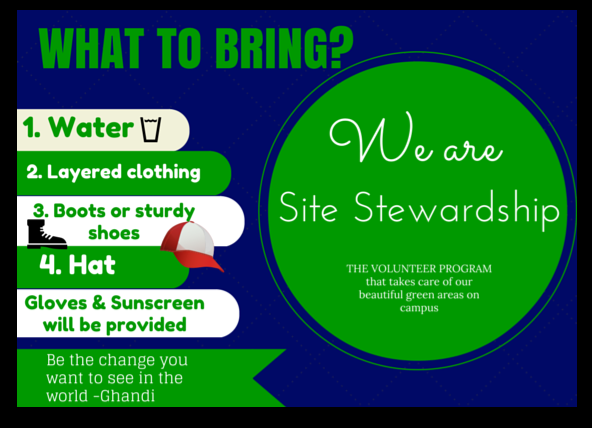 WHAT TO BRING?
1. Water
2. Layered clothing
3. Boots or sturdy
shoes
4. Hat
Gloves & Sunscreen
will be provided
Be the change you
want to see in the
world -Ghandi
We are
Site Stewardship
THE VOLUNTEER PROGRAM
that takes care of our
beautiful green areas on
campus